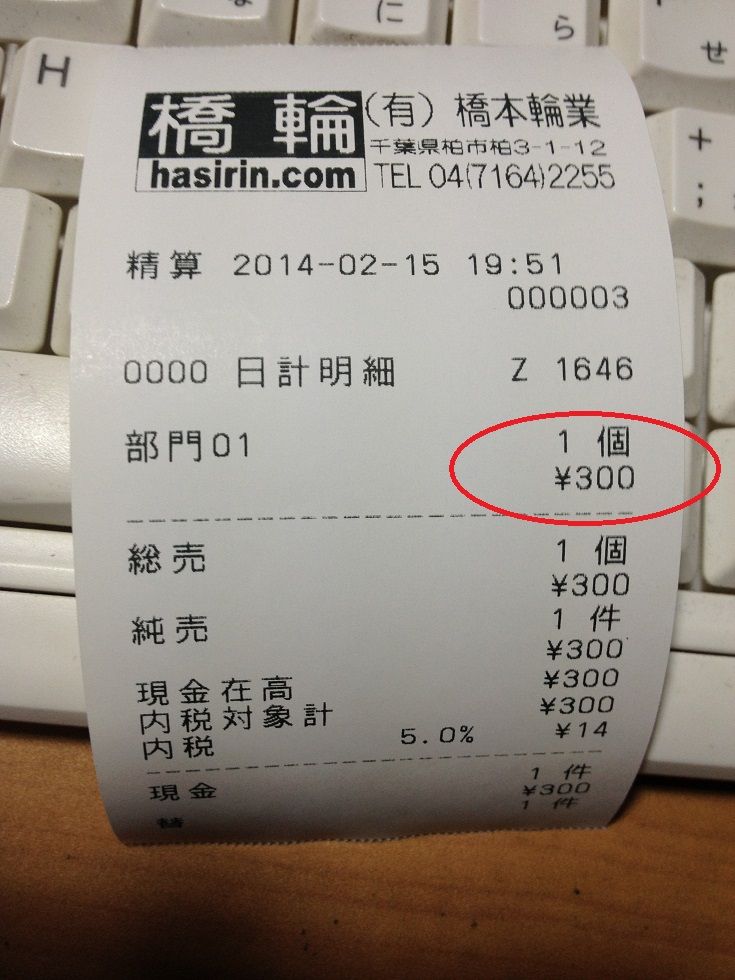 な
に
ら
せ
H
+
;
橋輪
hasirin.com
(有) 橋本輪業
千葉県柏市柏3-1-12
TEL 04(7164)2255
精算 2014-02-15 19:51
000003
0000 日計明細 Z 1646
部門01 1 個
¥300
総売 1 個
¥300
純売 1 件
¥300
現金在高 ¥300
内税対象計 ¥300
内税 5.0% ¥14
現金 1 件
¥300
1 件